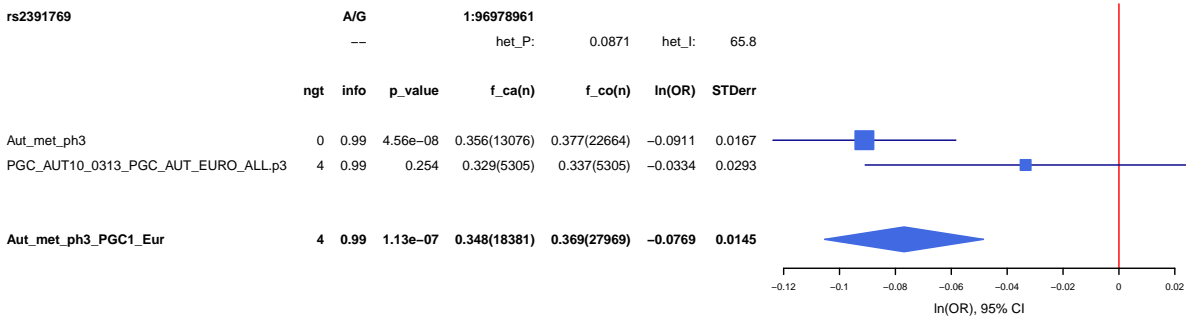 rs2391769 A/G 1:96978961
−− het_P: 0.0871 het_I: 65.8
ngt info p_value f_ca(n) f_co(n) ln(OR) STDerr
Aut_met_ph3 0 0.99 4.56e−08 0.356(13076) 0.377(22664) −0.0911 0.0167
PGC_AUT10_0313_PGC_AUT_EURO_ALL.p3 4 0.99 0.254 0.329(5305) 0.337(5305) −0.0334 0.0293
Aut_met_ph3_PGC1_Eur 4 0.99 1.13e−07 0.348(18381) 0.369(27969) −0.0769 0.0145
−0.12 −0.1 −0.08 −0.06 −0.04 −0.02 0 0.02
ln(OR), 95% CI